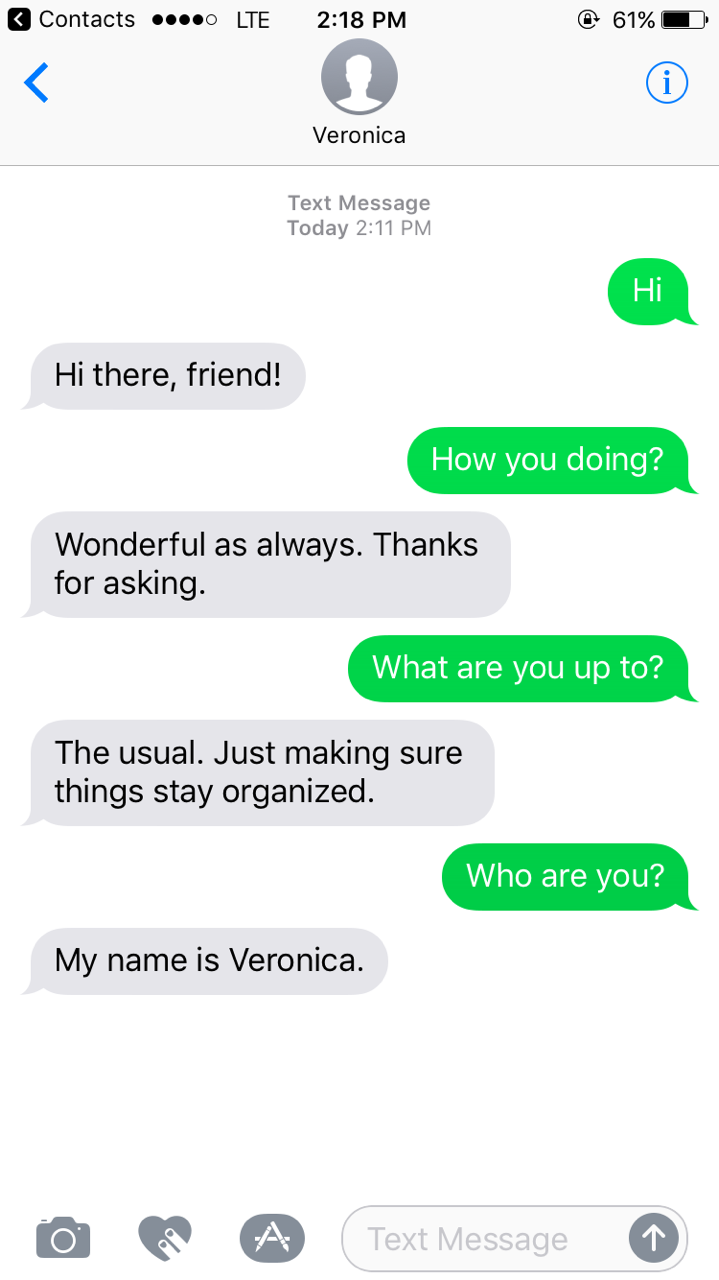 Contacts LTE 2:18 PM 61%
Veronica
Text Message
Today 2:11 PM
Hi
Hi there, friend!
How you doing?
Wonderful as always. Thanks
for asking.
What are you up to?
The usual. Just making sure
things stay organized.
Who are you?
My name is Veronica.
Text Message